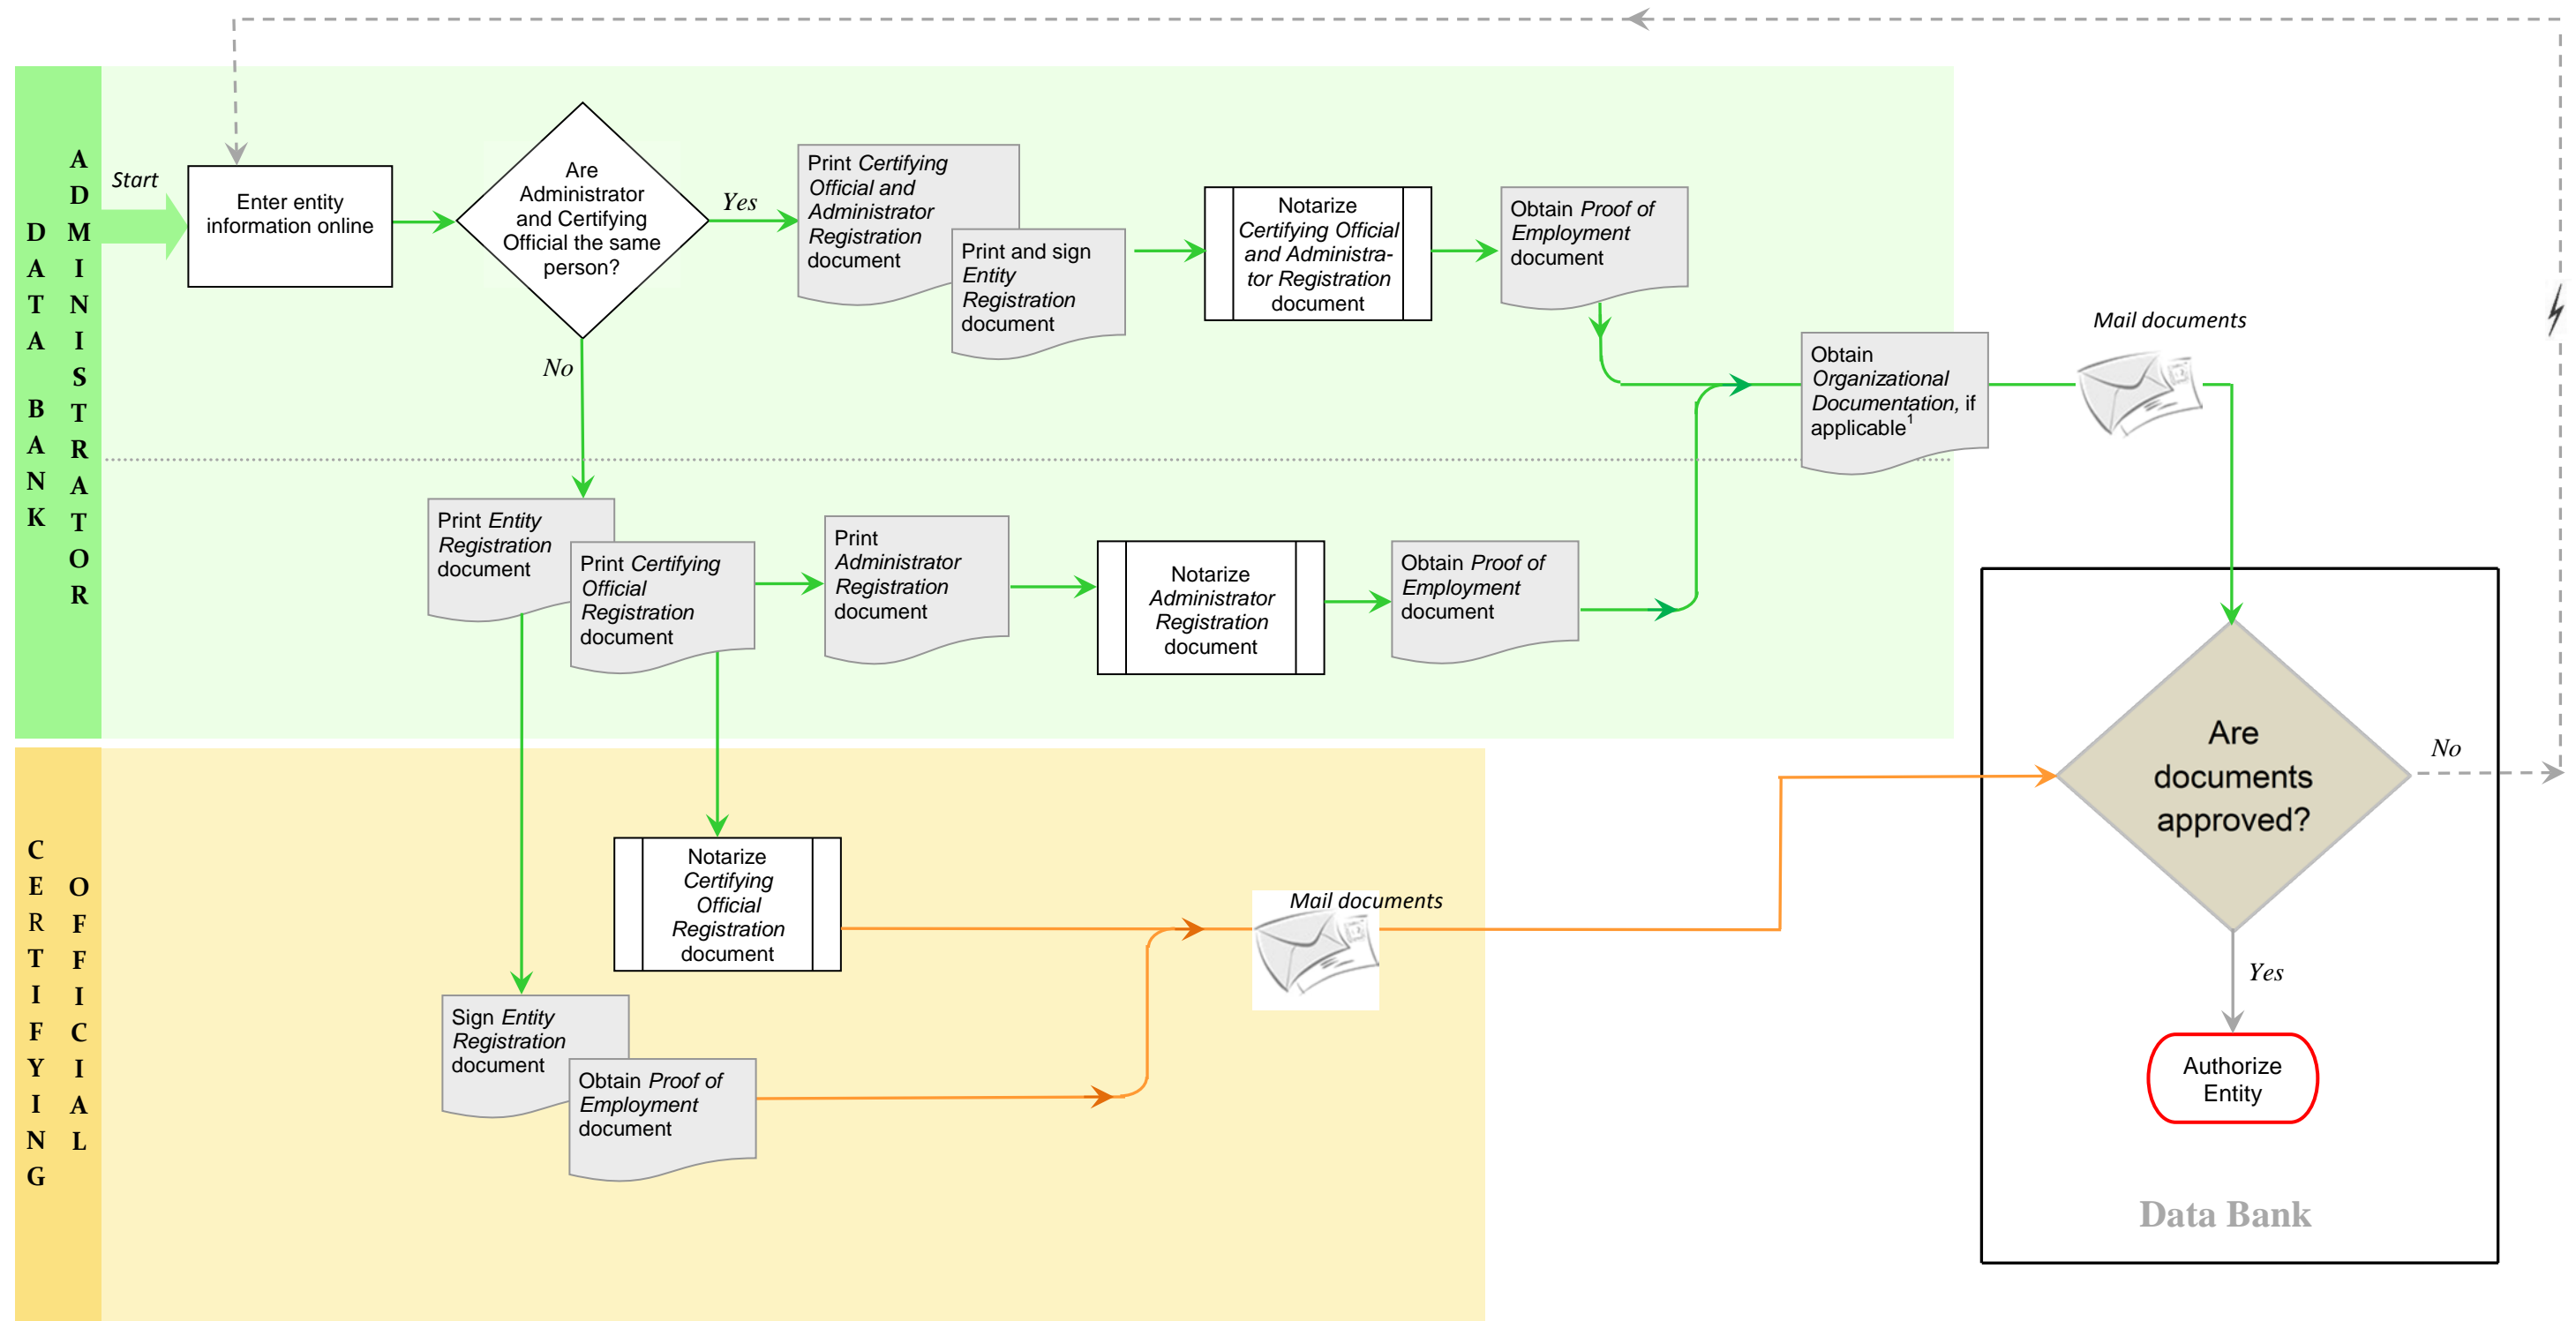 DATA BANK
ADMINISTRATOR
Start
Enter entity
information online
Are
Administrator
and Certifying
Official the same
person?
Yes
No
Print Certifying
Official and
Administrator
Registration
document
Print and sign
Entity
Registration
document
Notarize
Certifying Official
and Administra-
tor Registration
document
Obtain Proof of
Employment
document
Obtain
Organizational
Documentation, if
applicable1
Mail documents
Print Entity
Registration
document
Print Certifying
Official
Registration
document
Print
Administrator
Registration
document
Notarize
Administrator
Registration
document
Obtain Proof of
Employment
document
CERTIFYING
OFFICIAL
Notarize
Certifying
Official
Registration
document
Sign Entity
Registration
document
Obtain Proof of
Employment
document
Mail documents
Are
documents
approved?
No
Yes
Authorize
Entity
Data Bank